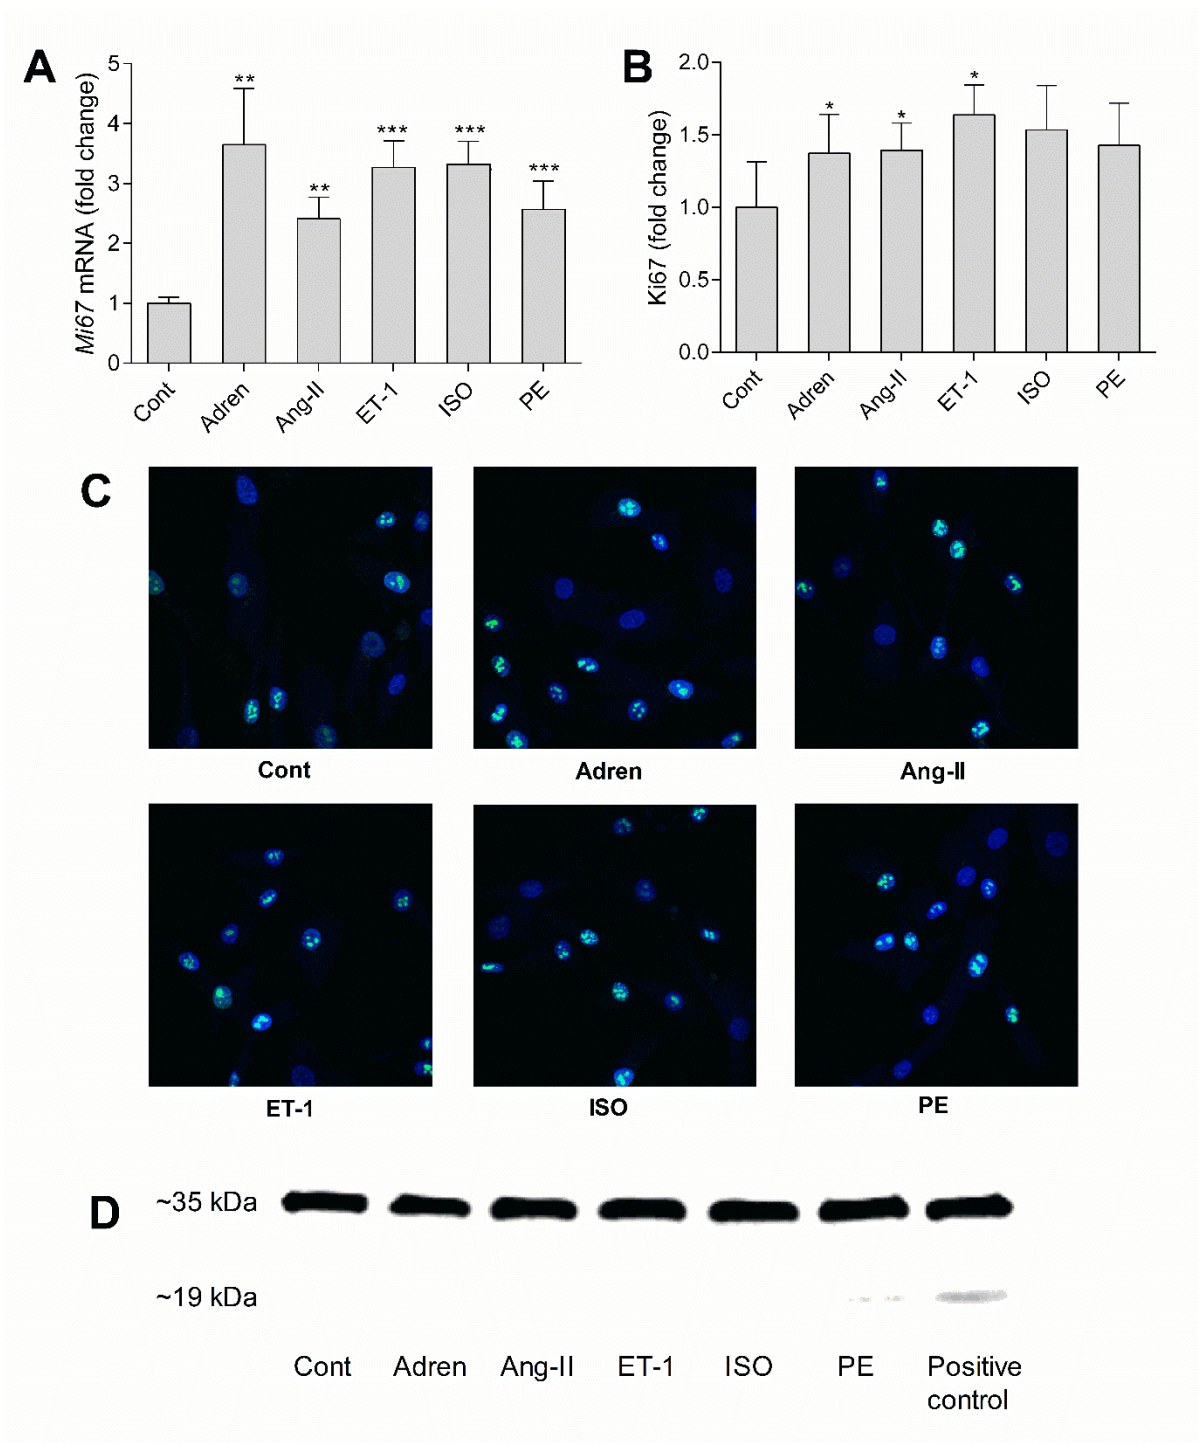 A
Mi67 mRNA (fold change)
5
4
3
2
1
0
**
**
***
***
***
Cont
Adren
Ang-II
ET-1
ISO
PE
B
Ki67 (fold change)
2.0
1.5
1.0
0.5
0.0
*
*
*
Cont
Adren
Ang-II
ET-1
ISO
PE
C
Cont
Adren
Ang-II
ET-1
ISO
PE
D
~35 kDa
~19 kDa
Cont
Adren
Ang-II
ET-1
ISO
PE
Positive
control